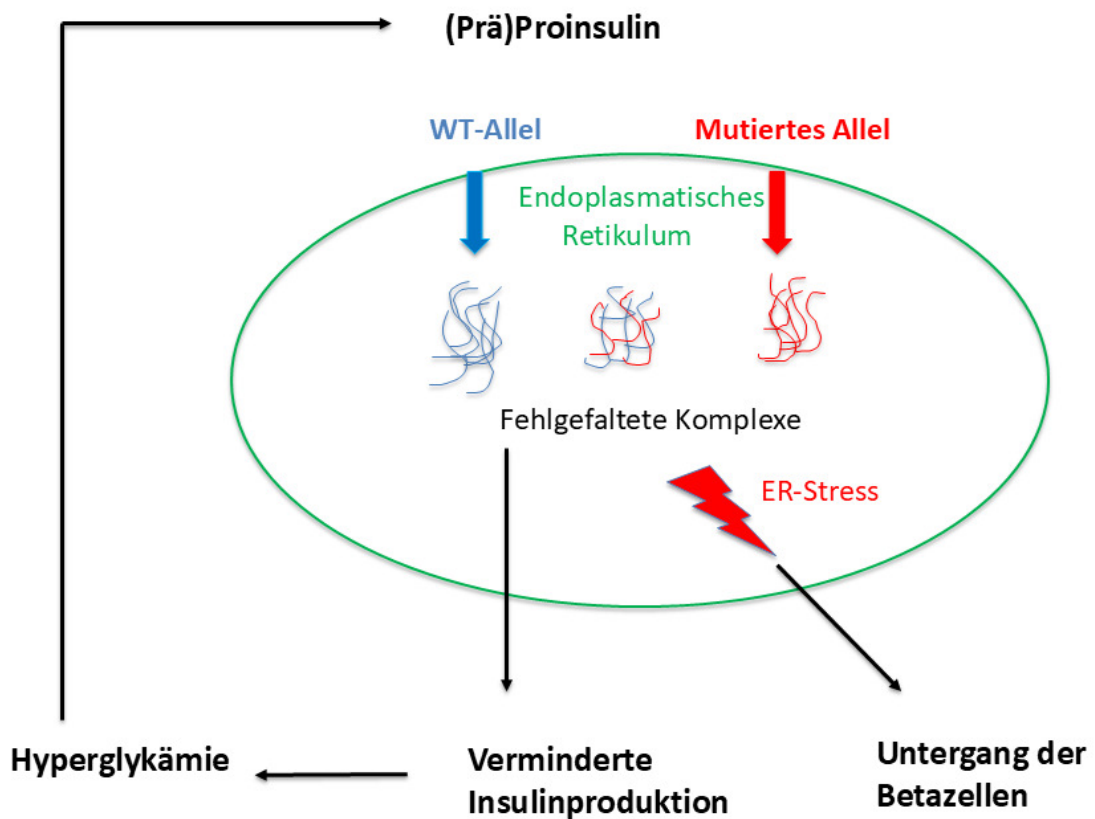 (Prä)Proinsulin
WT-Allel
Mutiertes Allel
Endoplasmatisches
Retikulum
Fehlgefaltete Komplexe
ER-Stress
Hyperglykämie
Verminderte
Insulinproduktion
Untergang der
Betazellen